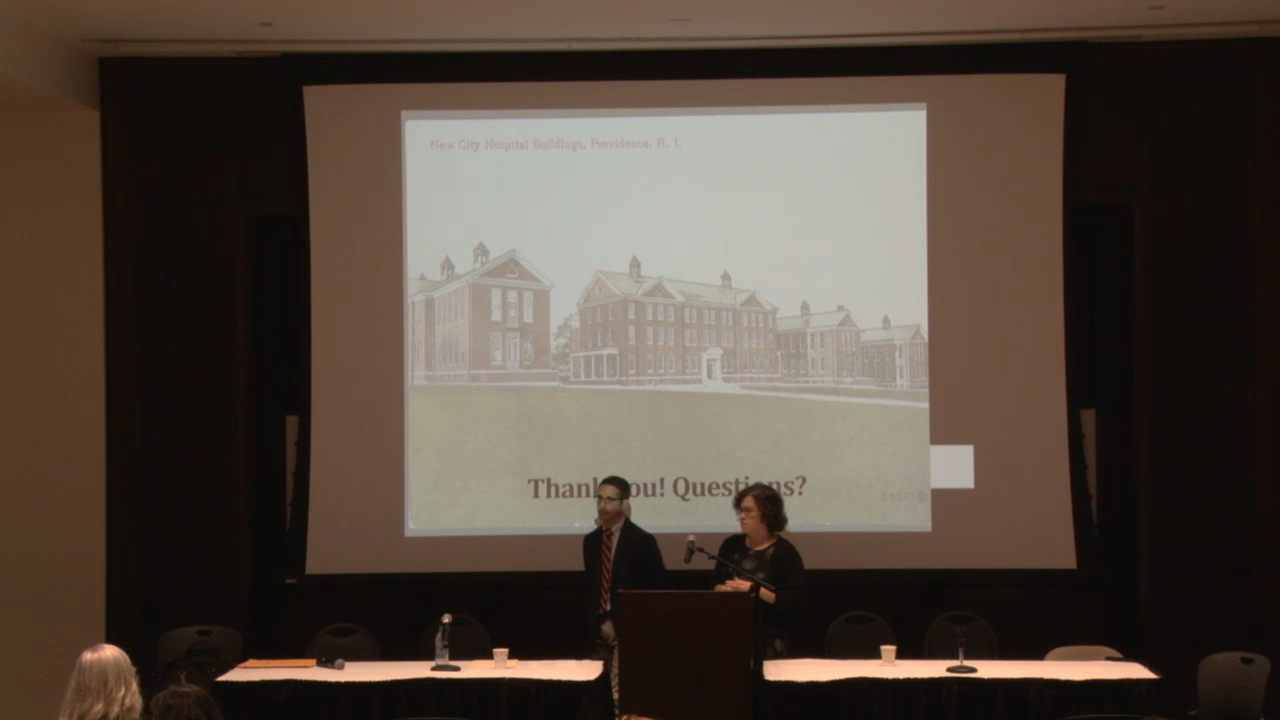 New City Hospital Buildings, Providence, R. I.
Thank You! Questions?